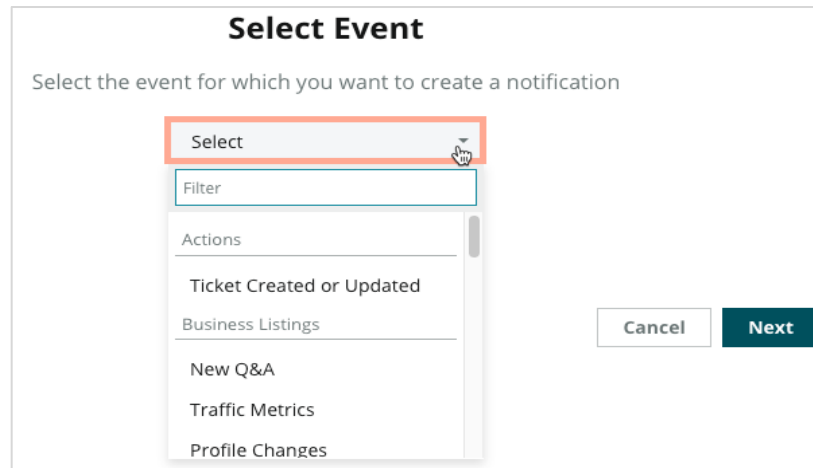 Select Event
Select the event for which you want to create a notification
Select
Filter
Actions
Ticket Created or Updated
Business Listings
New Q&A
Traffic Metrics
Profile Changes
Cancel
Next